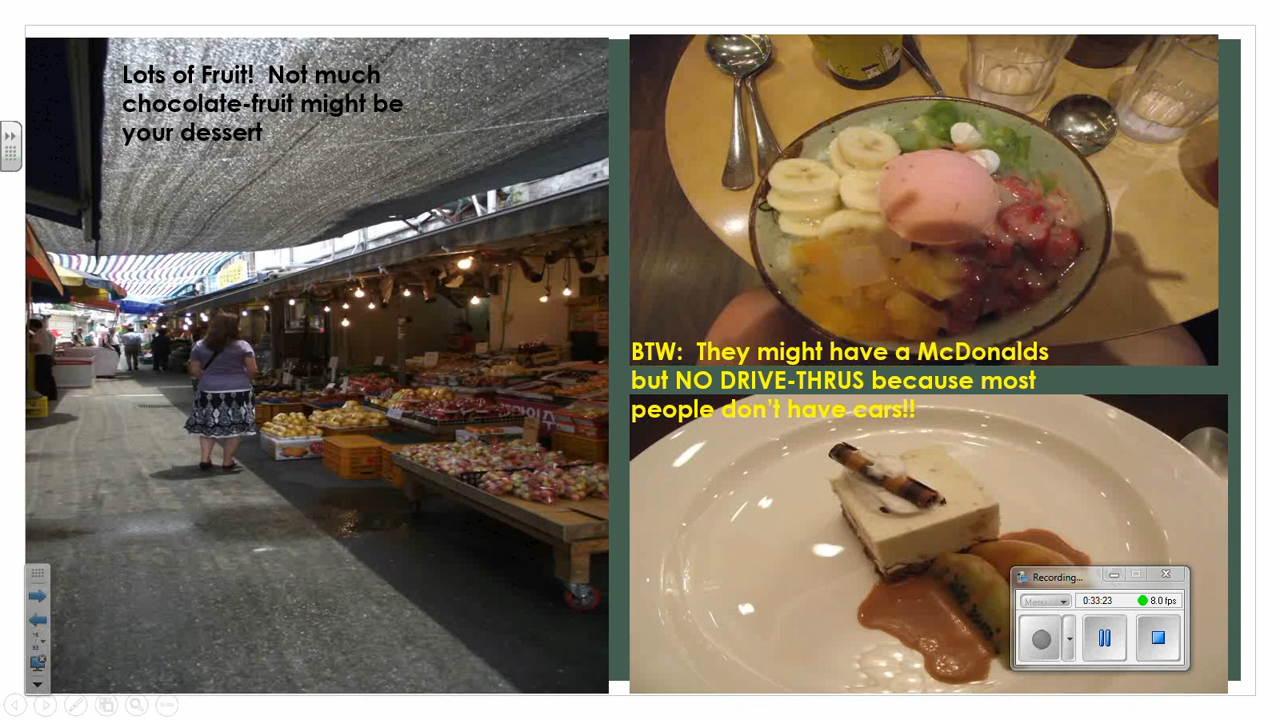 Lots of Fruit!  Not much
chocolate-fruit might be
your dessert
BTW:  They might have a McDonalds
but NO DRIVE-THRUS because most
people don't have cars!!
Recording...
Menu...
0:33:23
8.0 fps